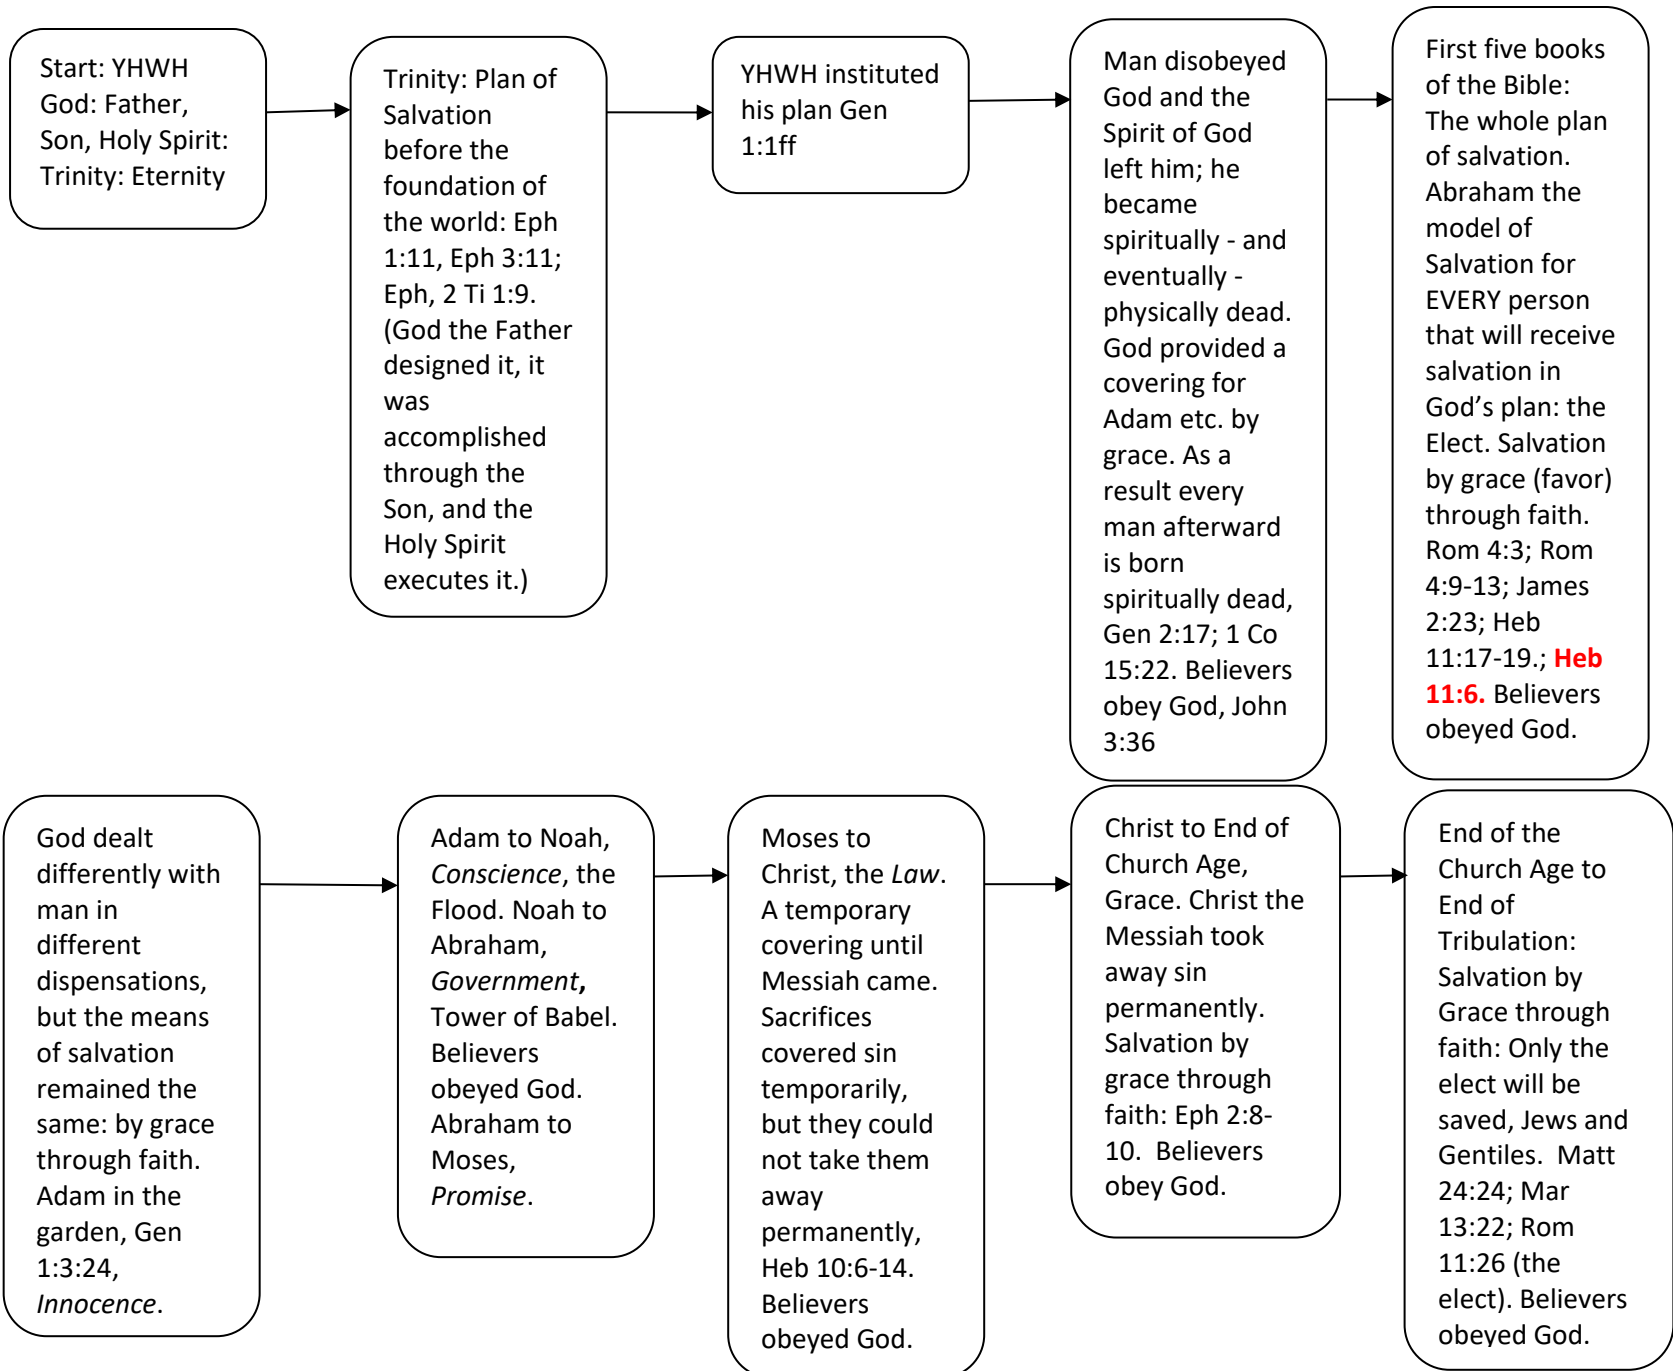 Start: YHWH
God: Father,
Son, Holy Spirit:
Trinity: Eternity
Trinity: Plan of
Salvation
before the
foundation of
the world: Eph
1:11, Eph 3:11;
Eph, 2 Ti 1:9.
(God the Father
designed it, it
was
accomplished
through the
Son, and the
Holy Spirit
executes it.)
YHWH instituted
his plan Gen
1:1ff
Man disobeyed
God and the
Spirit of God
left him; he
became
spiritually - and
eventually -
physically dead.
God provided a
covering for
Adam etc. by
grace. As a
result every
man afterward
is born
spiritually dead,
Gen 2:17; 1 Co
15:22. Believers
obey God, John
3:36
First five books
of the Bible:
The whole plan
of salvation.
Abraham the
model of
Salvation for
EVERY person
that will receive
salvation in
God’s plan: the
Elect. Salvation
by grace (favor)
through faith.
Rom 4:3; Rom
4:9-13; James
2:23; Heb
11:17-19.; Heb
11:6. Believers
obeyed God.
God dealt
differently with
man in
different
dispensations,
but the means
of salvation
remained the
same: by grace
through faith.
Adam in the
garden, Gen
1:3:24,
Innocence.
Adam to Noah,
Conscience, the
Flood. Noah to
Abraham,
Government,
Tower of Babel.
Believers
obeyed God.
Abraham to
Moses,
Promise.
Moses to
Christ, the Law.
A temporary
covering until
Messiah came.
Sacrifices
covered sin
temporarily,
but they could
not take them
away
permanently,
Heb 10:6-14.
Believers
obeyed God.
Christ to End of
Church Age,
Grace. Christ the
Messiah took
away sin
permanently.
Salvation by
grace through
faith: Eph 2:8-
10.  Believers
obey God.
End of the
Church Age to
End of
Tribulation:
Salvation by
Grace through
faith: Only the
elect will be
saved, Jews and
Gentiles.  Matt
24:24; Mar
13:22; Rom
11:26 (the
elect). Believers
obeyed God.